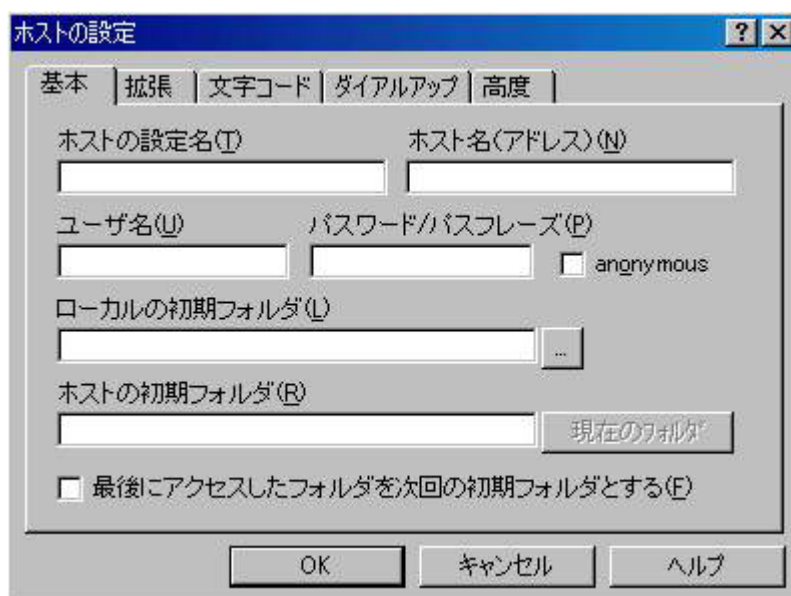 ホストの設定
基本 拡張 文字コード ダイアルアップ 高度
ホストの設定名(T) ホスト名(アドレス)(N)
ユーザ名(U) パスワード/パスフレーズ(P)
anonymous
ローカルの初期フォルダ(L)
...
ホストの初期フォルダ(R)
現在のフォルダ
最後にアクセスしたフォルダを次回の初期フォルダとする(F)
OK キャンセル ヘルプ